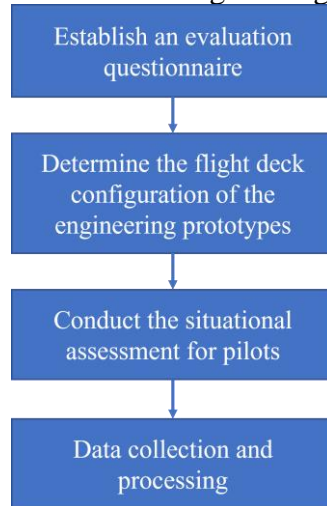 Establish an evaluation
questionnaire
Determine the flight deck
configuration of the
engineering prototypes
Conduct the situational
assessment for pilots
Data collection and
processing